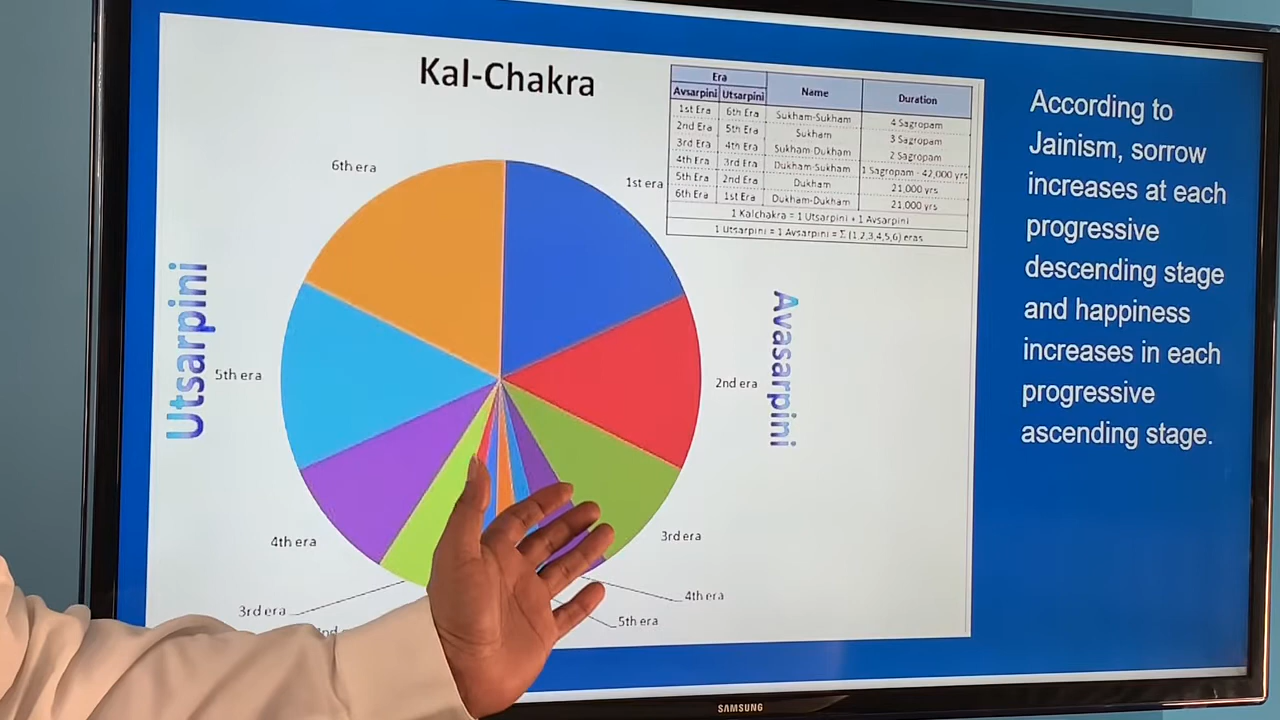 Kal-Chakra
Era
Avsarpini Utsarpini Name Duration
1st Era 6th Era Sukham-Sukham 4 Sagropam
2nd Era 5th Era Sukham 3 Sagropam
3rd Era 4th Era Sukham-Dukham 2 Sagropam
4th Era 3rd Era Dukham-Sukham 1 Sagropam - 42,000 yrs
5th Era 2nd Era Dukham 21,000 yrs
6th Era 1st Era Dukham-Dukham 21,000 yrs
1 Kalchakra = 1 Utsarpini + 1 Avsarpini
1 Utsarpini = 1 Avsarpini = Σ (1,2,3,4,5,6) eras
6th era
1st era
Utsarpini
5th era
2nd era
Avasarpini
4th era
3rd era
3rd era
4th era
5th era
According to
Jainism, sorrow
increases at each
progressive
descending stage
and happiness
increases in each
progressive
ascending stage.
SAMSUNG